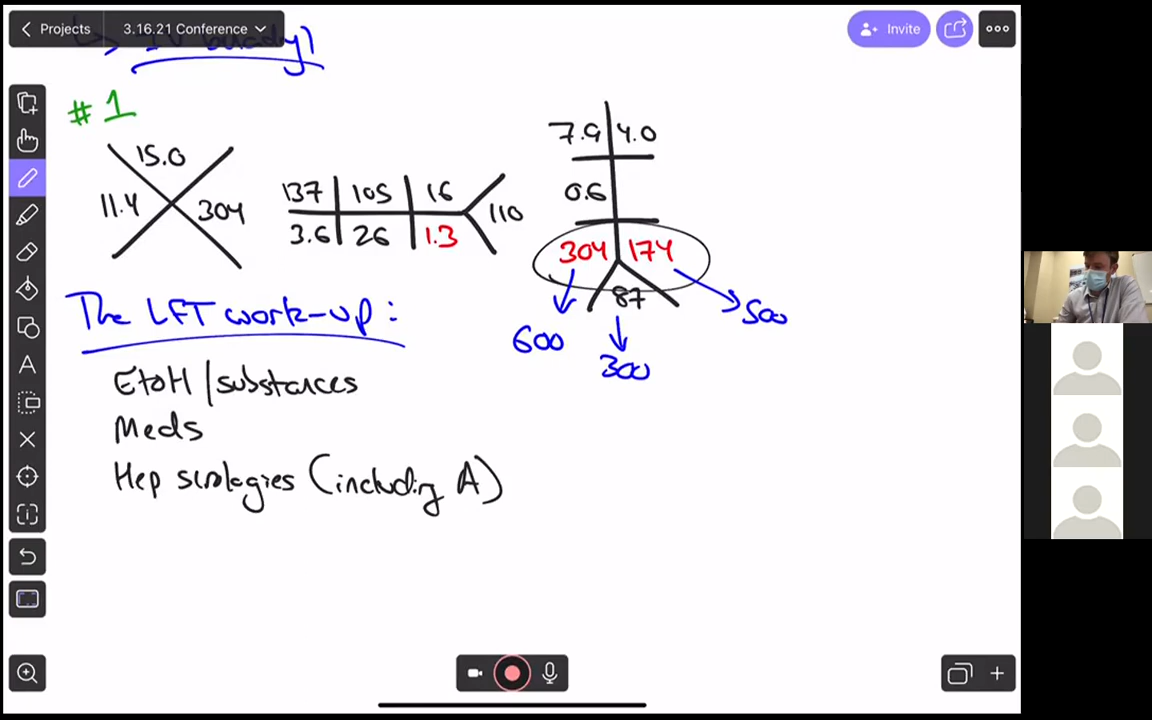 Projects 3.16.21 Conference Invite
#1
15.0
11.4 304
137 105 16 110
3.6 26 1.3
7.9 4.0
0.6
304 174
87
600 300 500
The LFT work-up:
EtoH/substances
Meds
Hep serologies (including A)